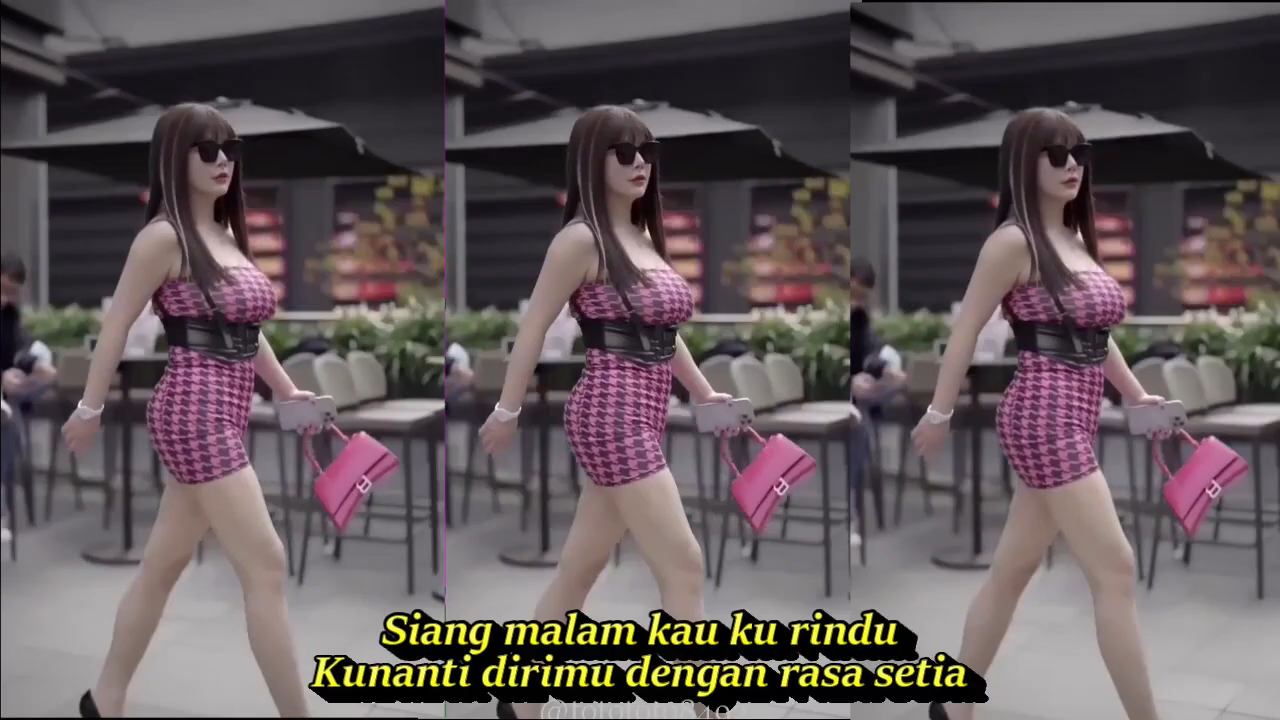 Siang malam kau ku rindu
Kunanti dirimu dengan rasa setia